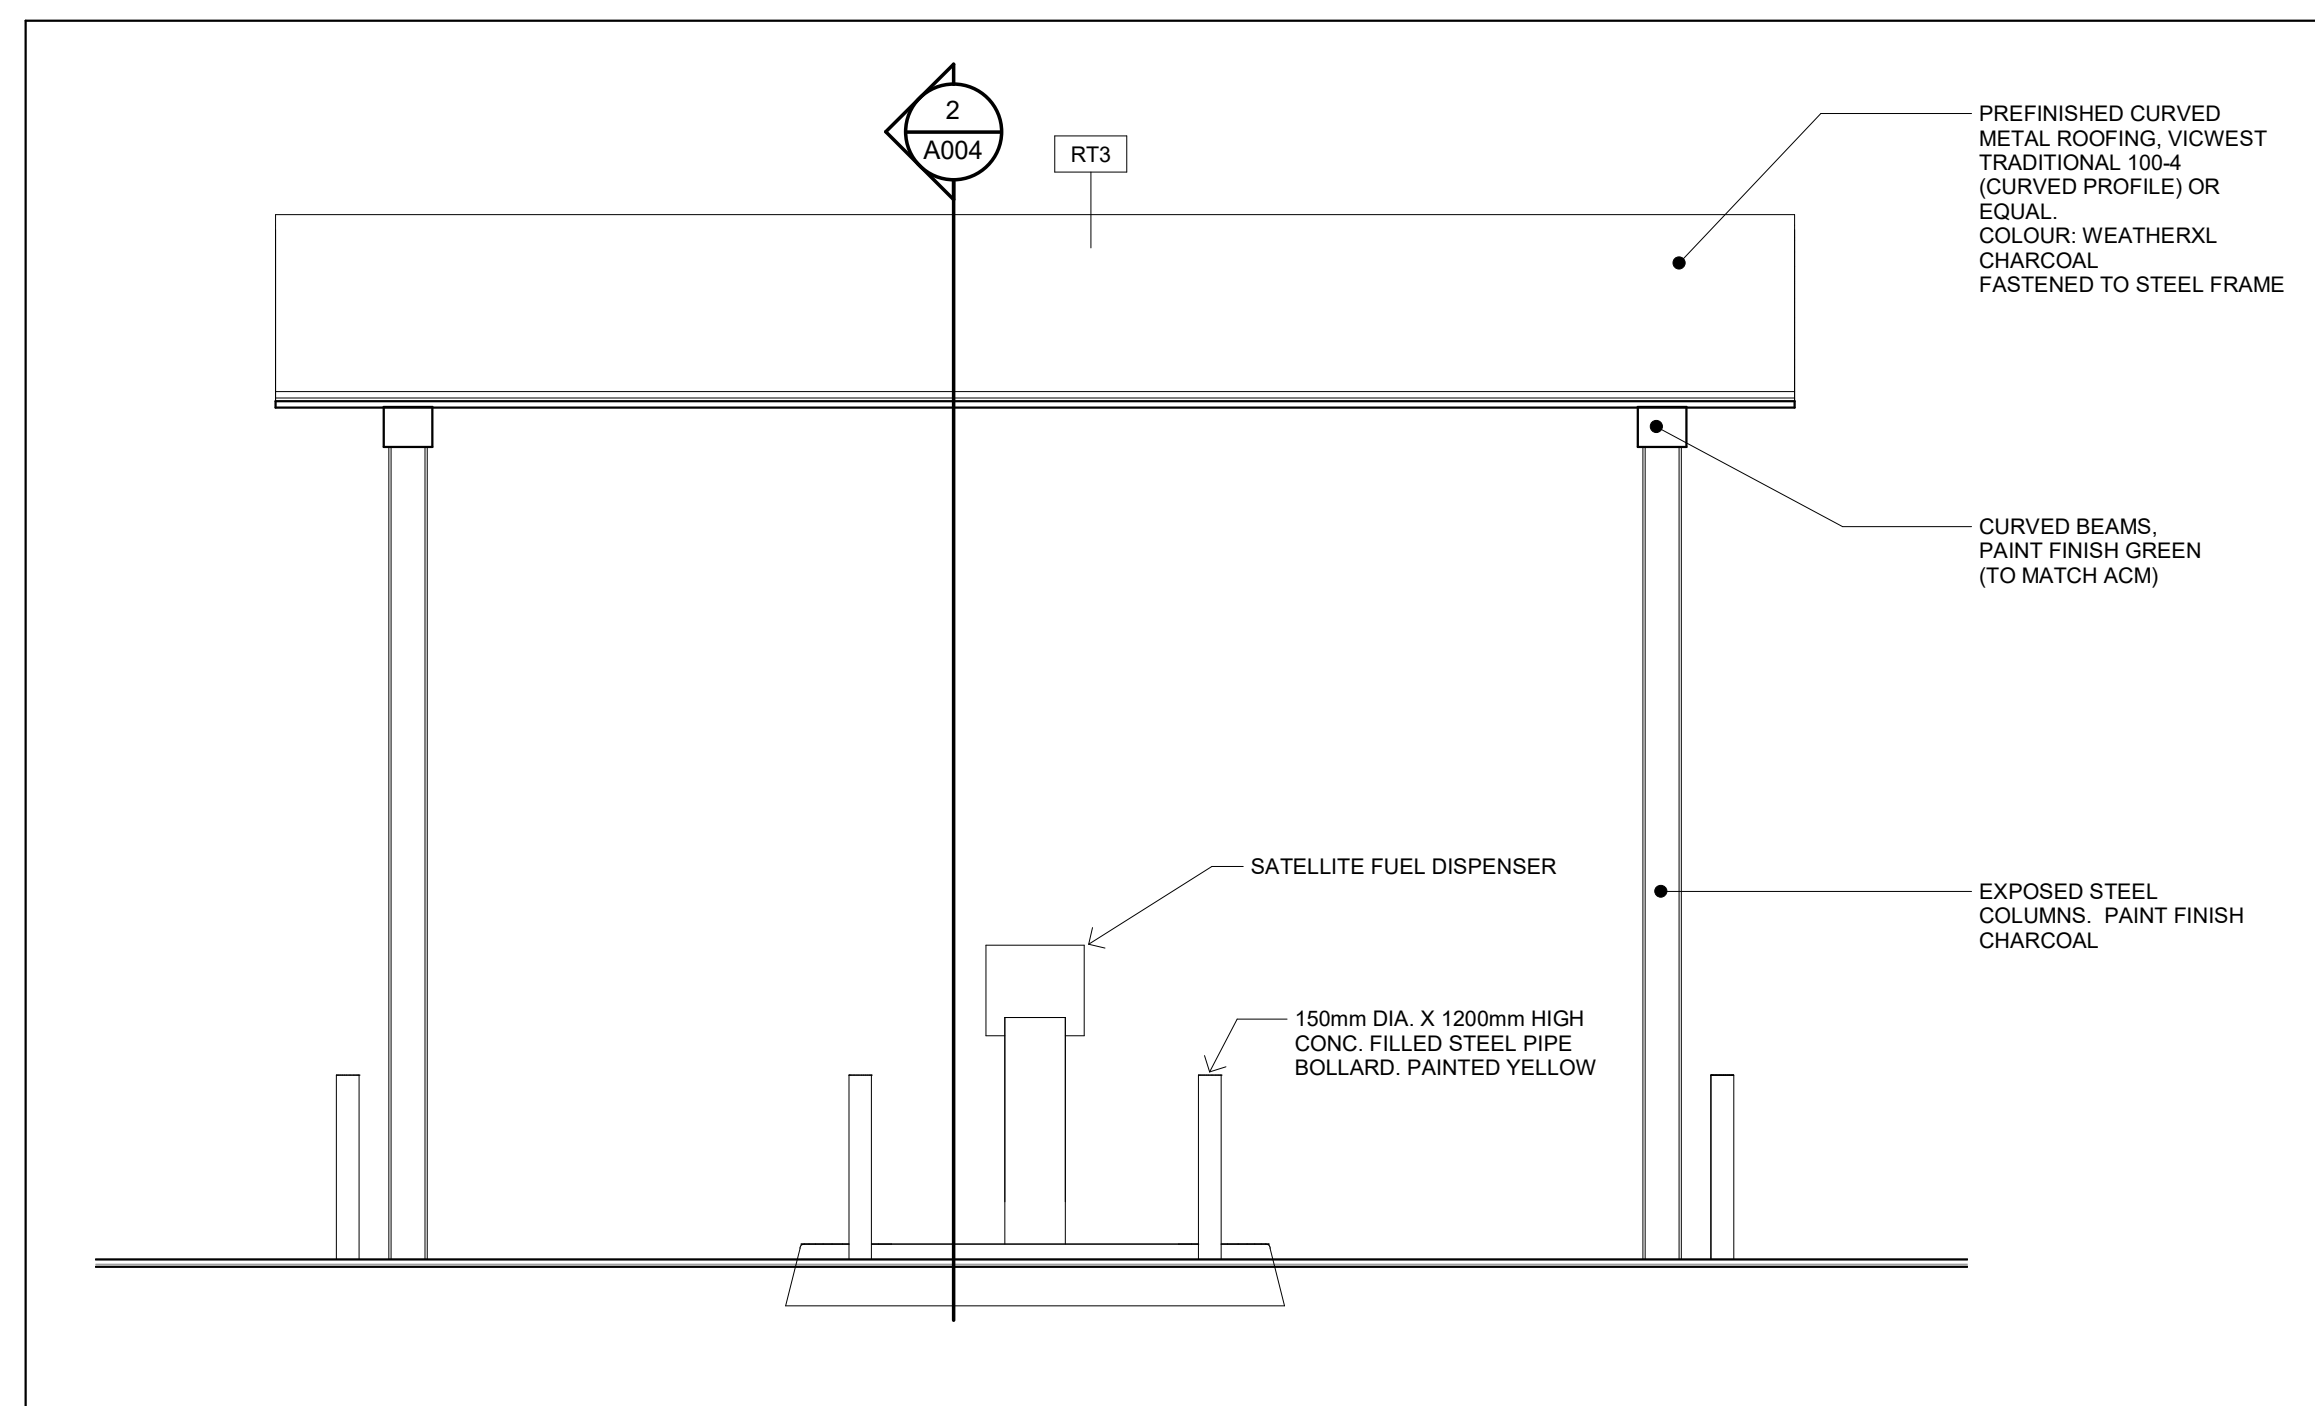 2
A004
RT3
PREFINISHED CURVED
METAL ROOFING, VICWEST
TRADITIONAL 100-4
(CURVED PROFILE) OR
EQUAL.
COLOUR: WEATHERXL
CHARCOAL
FASTENED TO STEEL FRAME
CURVED BEAMS,
PAINT FINISH GREEN
(TO MATCH ACM)
SATELLITE FUEL DISPENSER
EXPOSED STEEL
COLUMNS. PAINT FINISH
CHARCOAL
150mm DIA. X 1200mm HIGH
CONC. FILLED STEEL PIPE
BOLLARD. PAINTED YELLOW